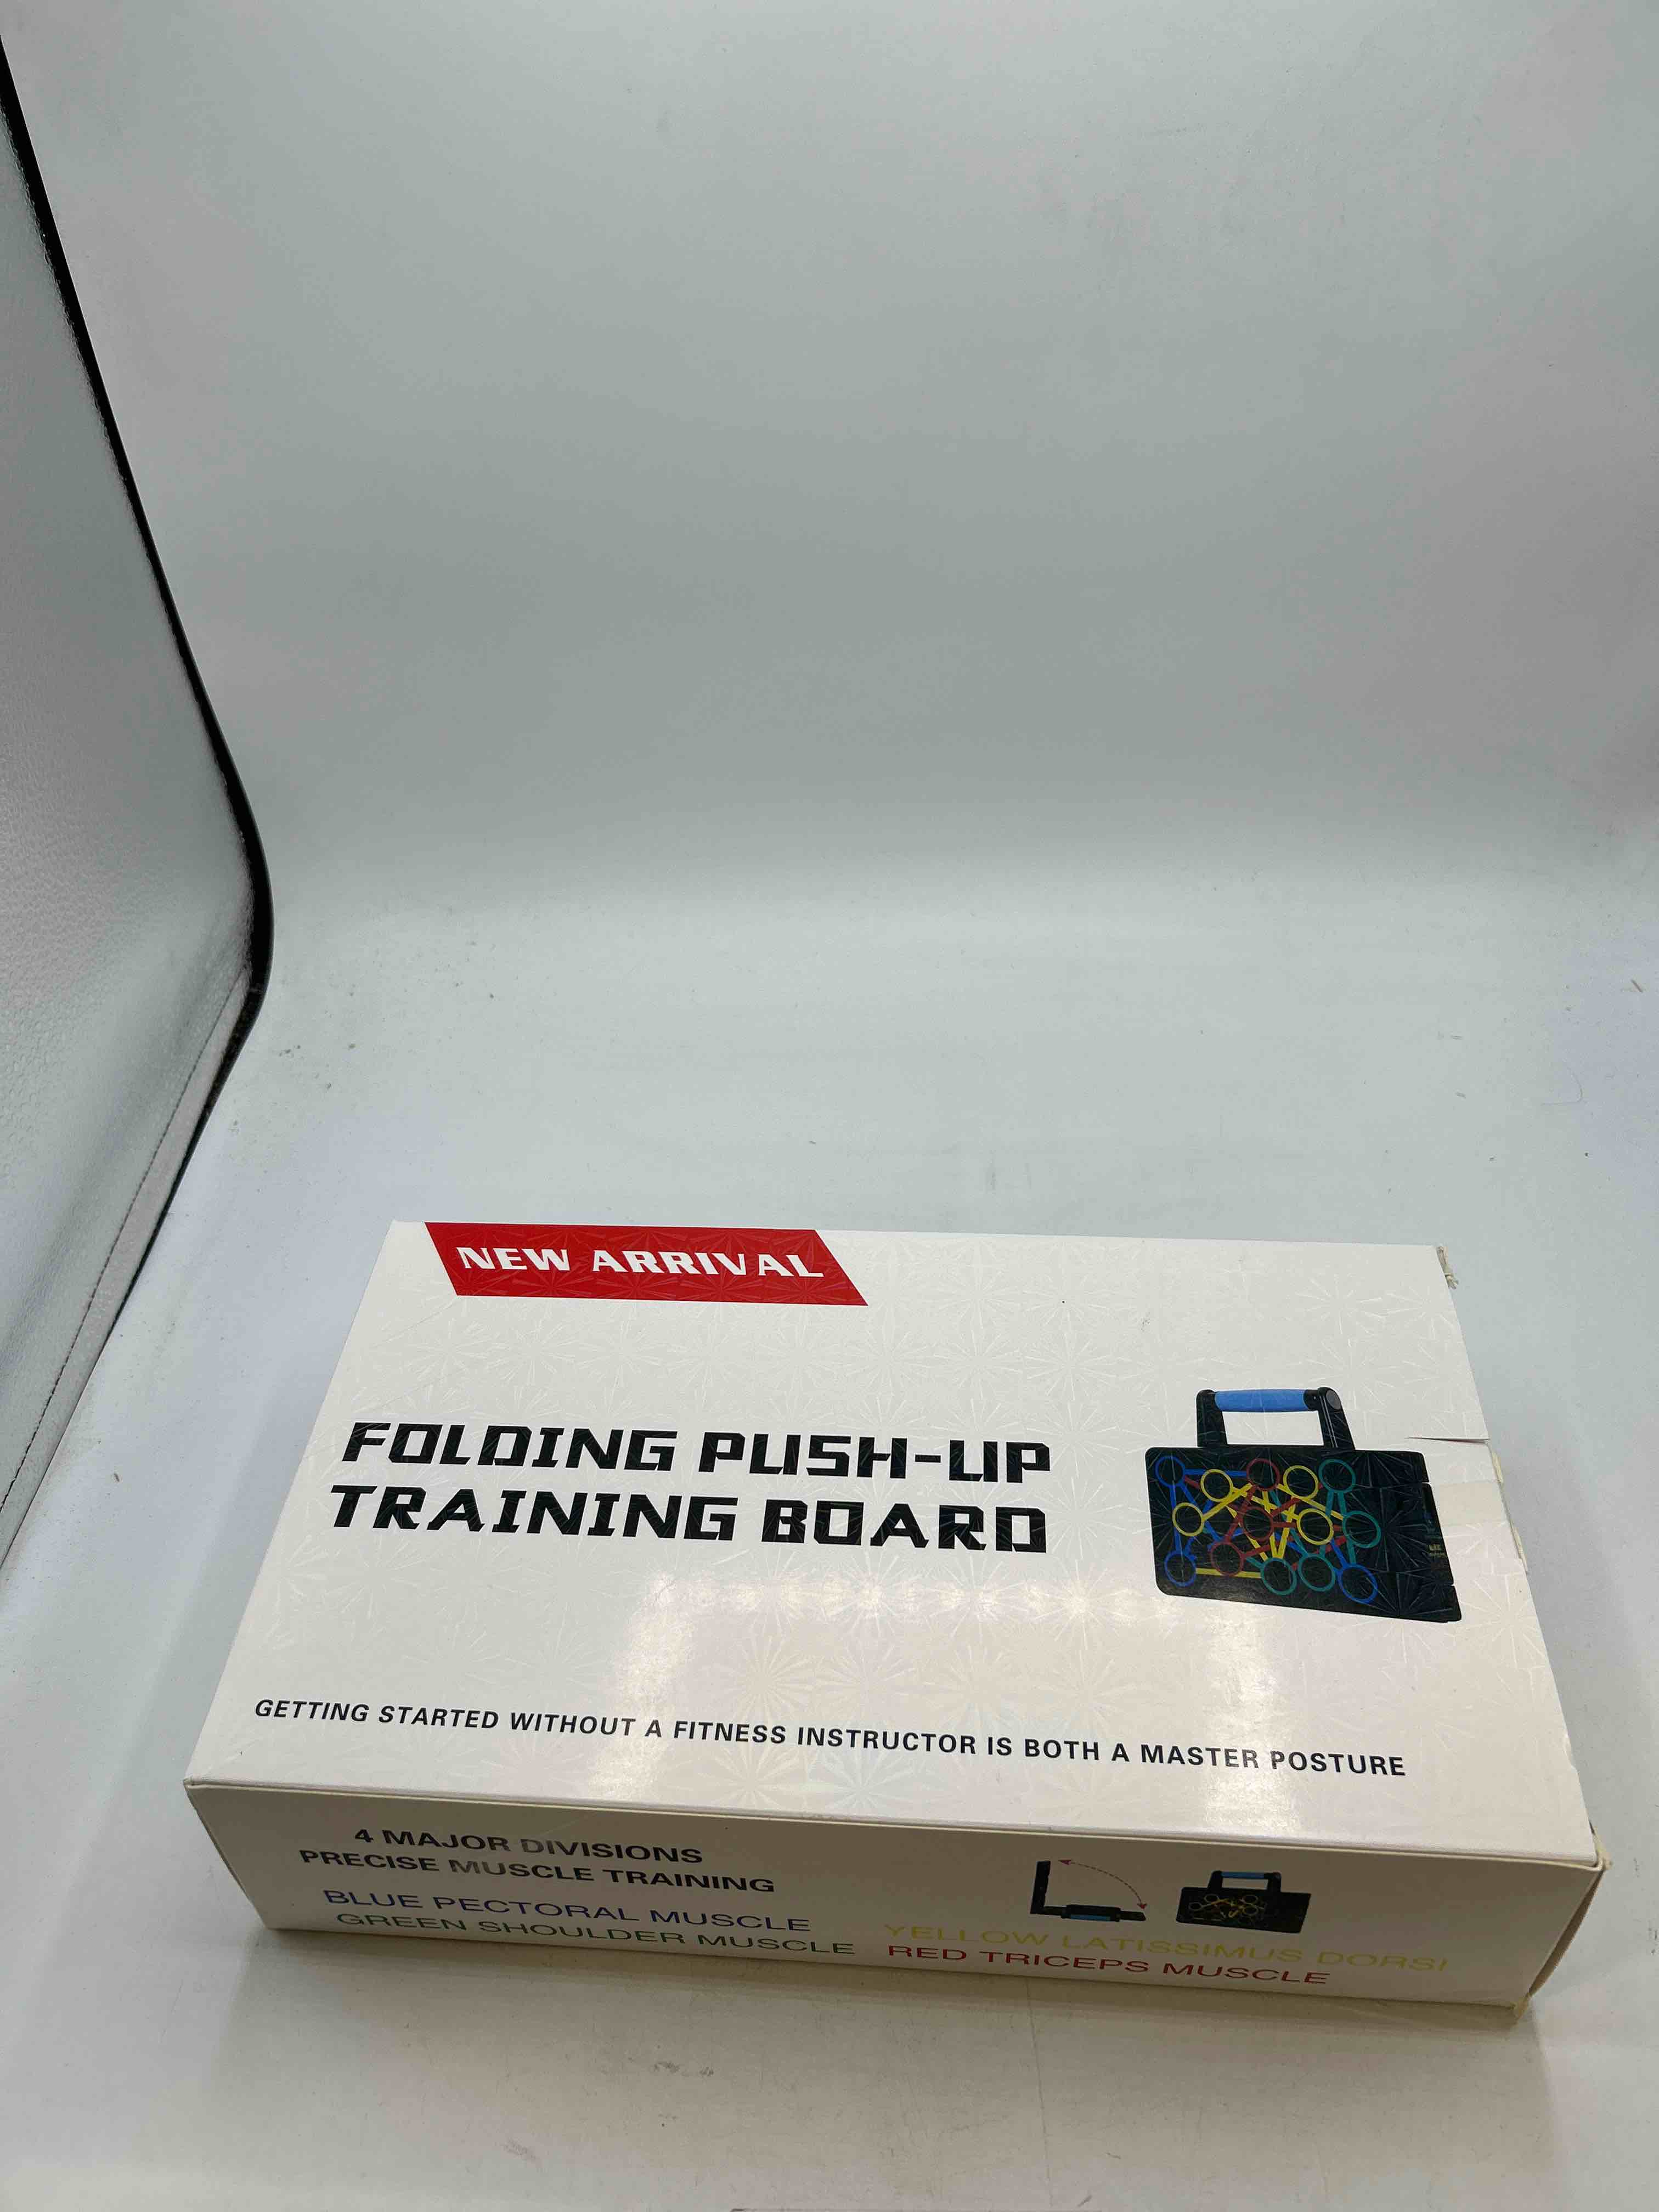 NEW ARRIVAL
FOLDING PUSH-UP
TRAINING BOARD
GETTING STARTED WITHOUT A FITNESS INSTRUCTOR IS BOTH A MASTER POSTURE
4 MAJOR DIVISIONS
PRECISE MUSCLE TRAINING
BLUE PECTORAL MUSCLE
GREEN SHOULDER MUSCLE
YELLOW LATISSIMUS DORSI
RED TRICEPS MUSCLE